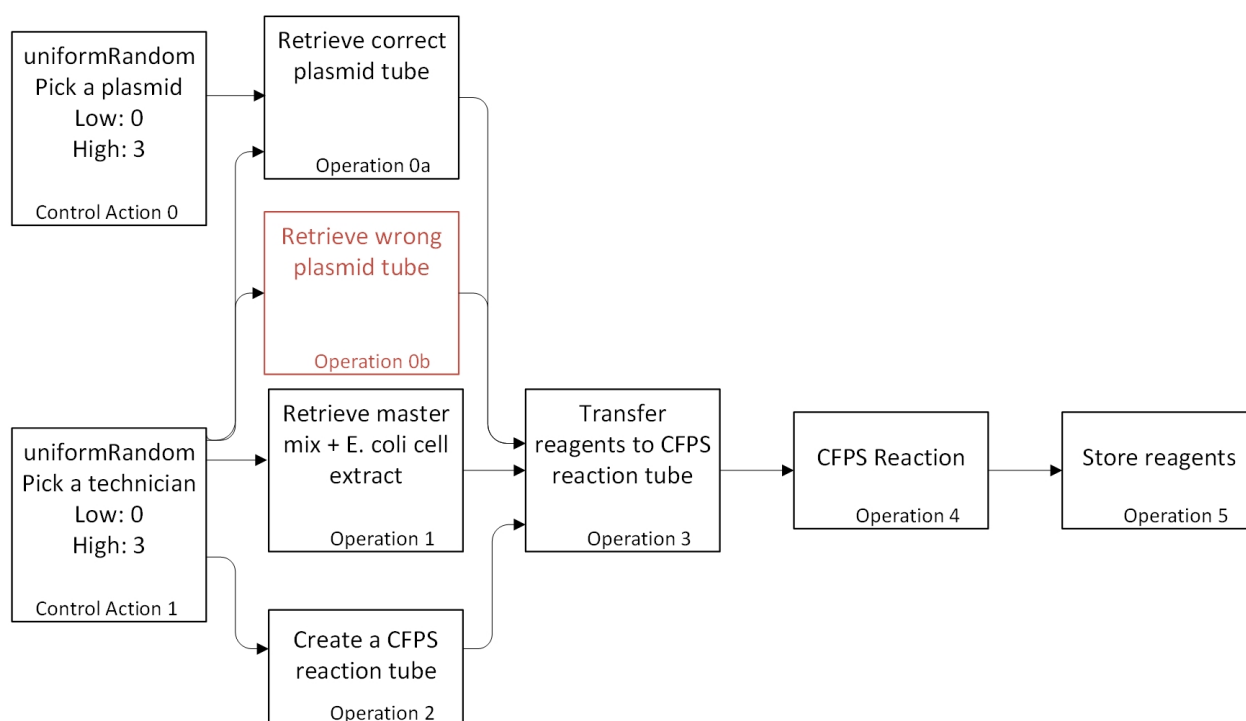 uniformRandom
Pick a plasmid
Low: 0
High: 3
Control Action 0
Retrieve correct
plasmid tube
Operation 0a
Retrieve wrong
plasmid tube
Operation 0b
uniformRandom
Pick a technician
Low: 0
High: 3
Control Action 1
Retrieve master
mix + E. coli cell
extract
Operation 1
Create a CFPS
reaction tube
Operation 2
Transfer
reagents to CFPS
reaction tube
Operation 3
CFPS Reaction
Operation 4
Store reagents
Operation 5